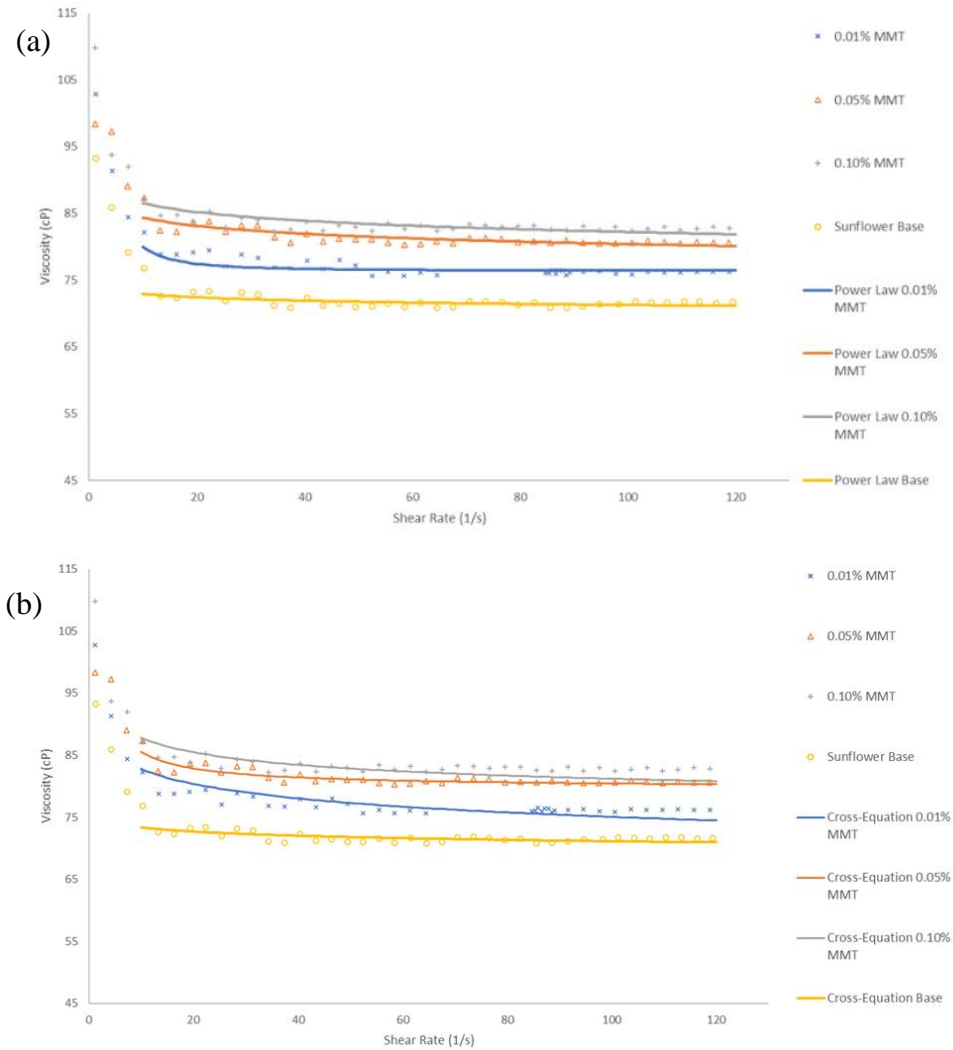 (a)
115
105
95
85
75
65
55
45
Viscosity (cP)
0
20
40
60
80
100
120
Shear Rate (1/s)
0.01% MMT
0.05% MMT
0.10% MMT
Sunflower Base
Power Law 0.01%
MMT
Power Law 0.05%
MMT
Power Law 0.10%
MMT
Power Law Base
(b)
115
105
95
85
75
65
55
45
Viscosity (cP)
0
20
40
60
80
100
120
Shear Rate (1/s)
0.01% MMT
0.05% MMT
0.10% MMT
Sunflower Base
Cross-Equation 0.01%
MMT
Cross-Equation 0.05%
MMT
Cross-Equation 0.10%
MMT
Cross-Equation Base